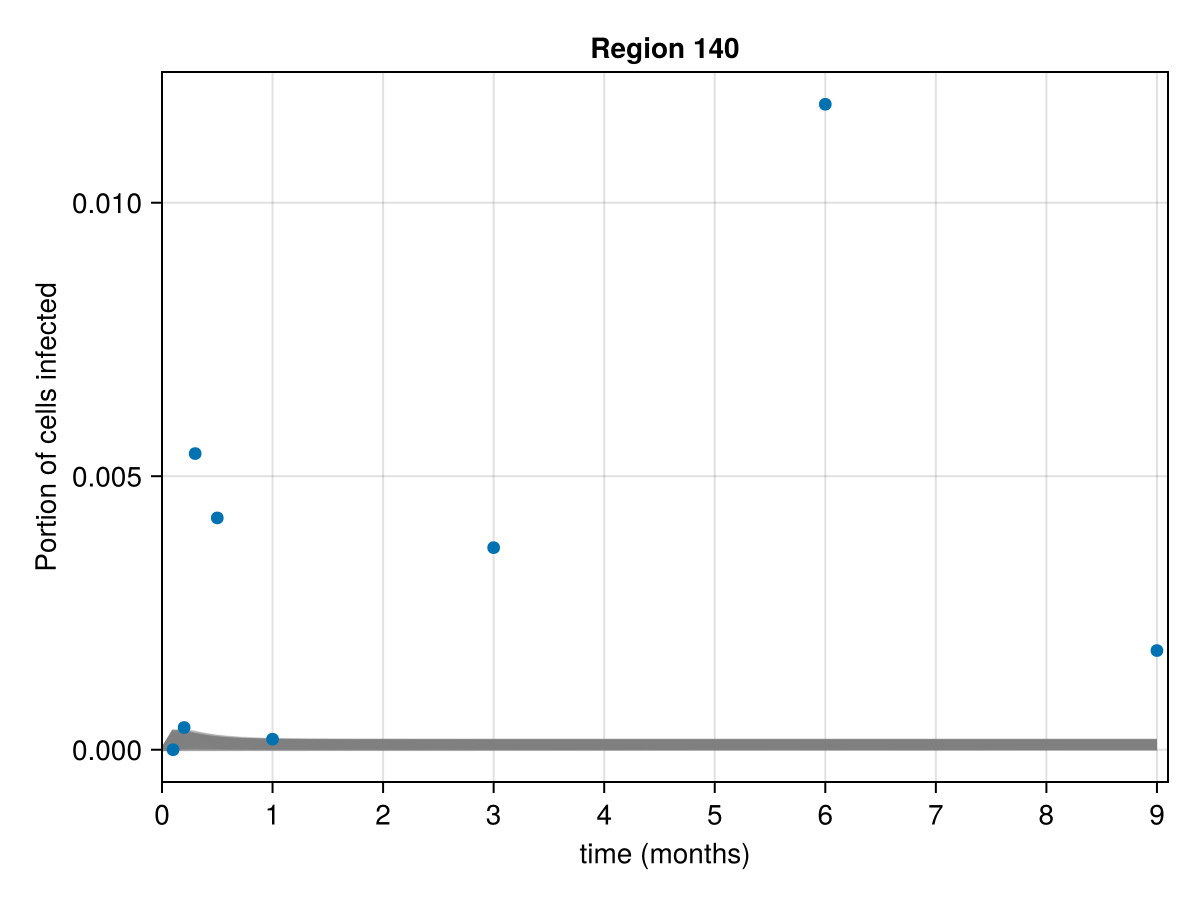 Region 140
Portion of cells infected
0.010
0.005
0.000
0 1 2 3 4 5 6 7 8 9
time (months)